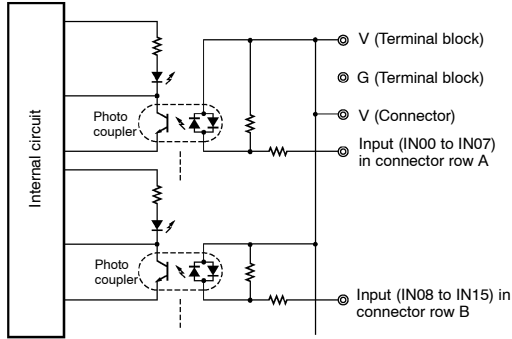 V (Terminal block)
G (Terminal block)
Photo
coupler
V (Connector)
Input (IN00 to IN07)
in connector row A
Internal circuit
Photo
coupler
Input (IN08 to IN15) in
connector row B